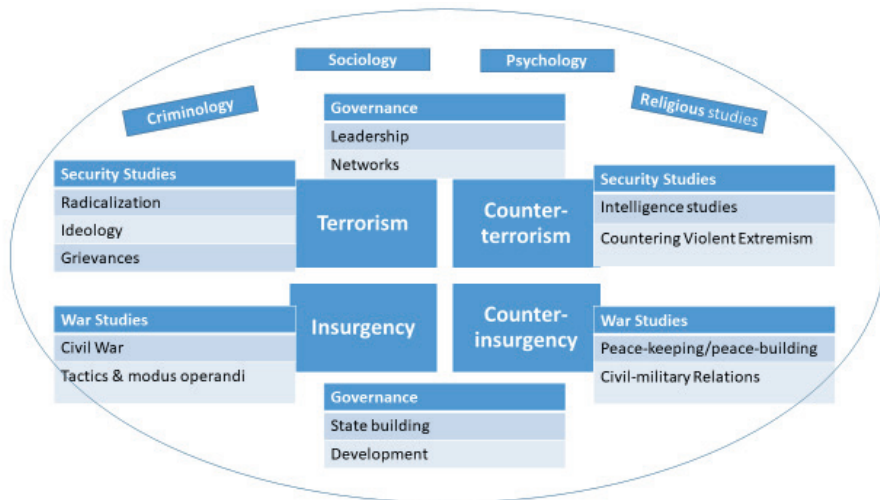 Sociology
Psychology
Criminology
Religious studies
Governance
Leadership
Networks
Security Studies
Radicalization
Ideology
Grievances
Terrorism
Counter-
terrorism
Security Studies
Intelligence studies
Countering Violent Extremism
War Studies
Civil War
Tactics & modus operandi
Insurgency
Counter-
insurgency
War Studies
Peace-keeping/peace-building
Civil-military Relations
Governance
State building
Development